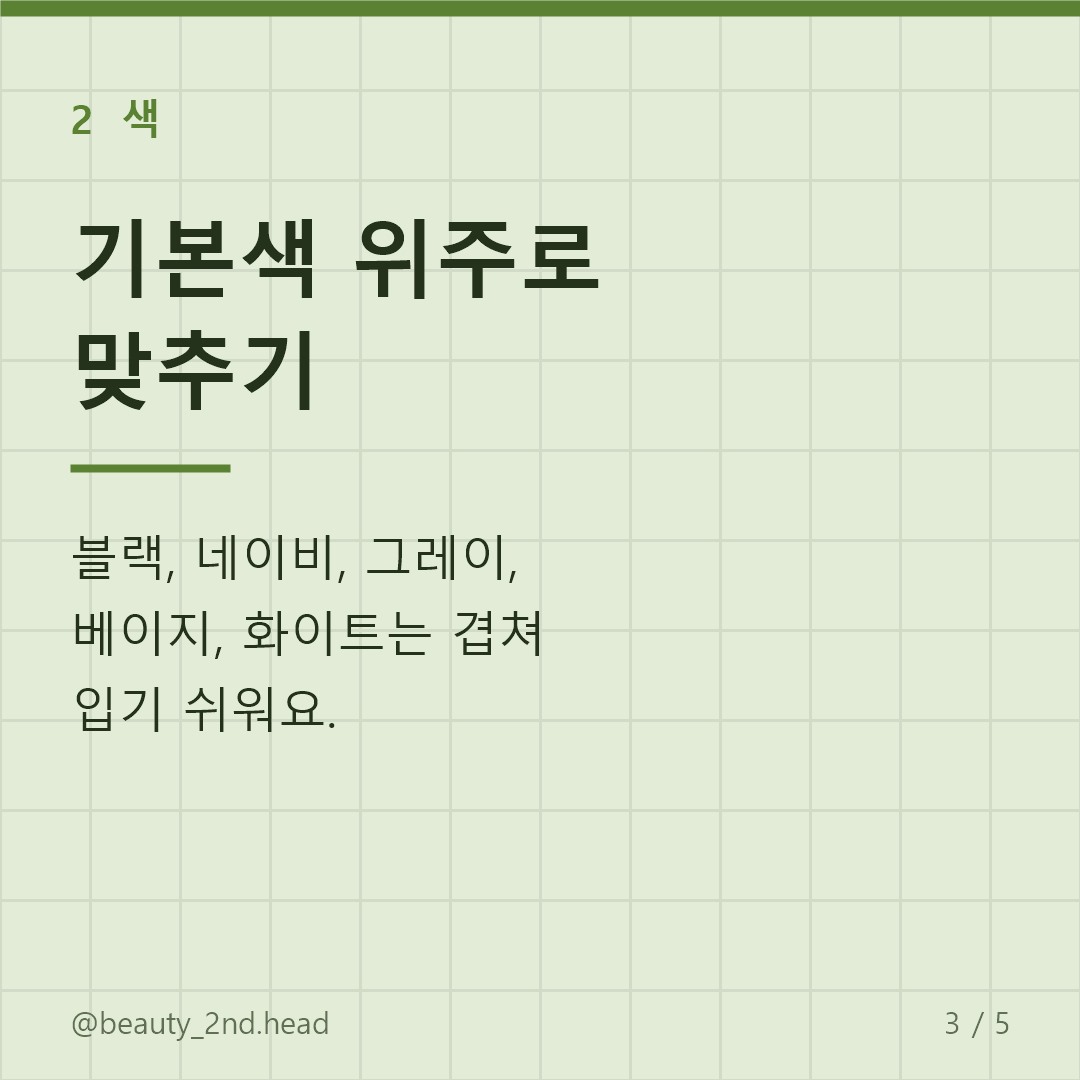 2 색
기본색 위주로
맞추기
블랙, 네이비, 그레이,
베이지, 화이트는 겹쳐
입기 쉬워요.
@beauty_2nd.head
3 / 5